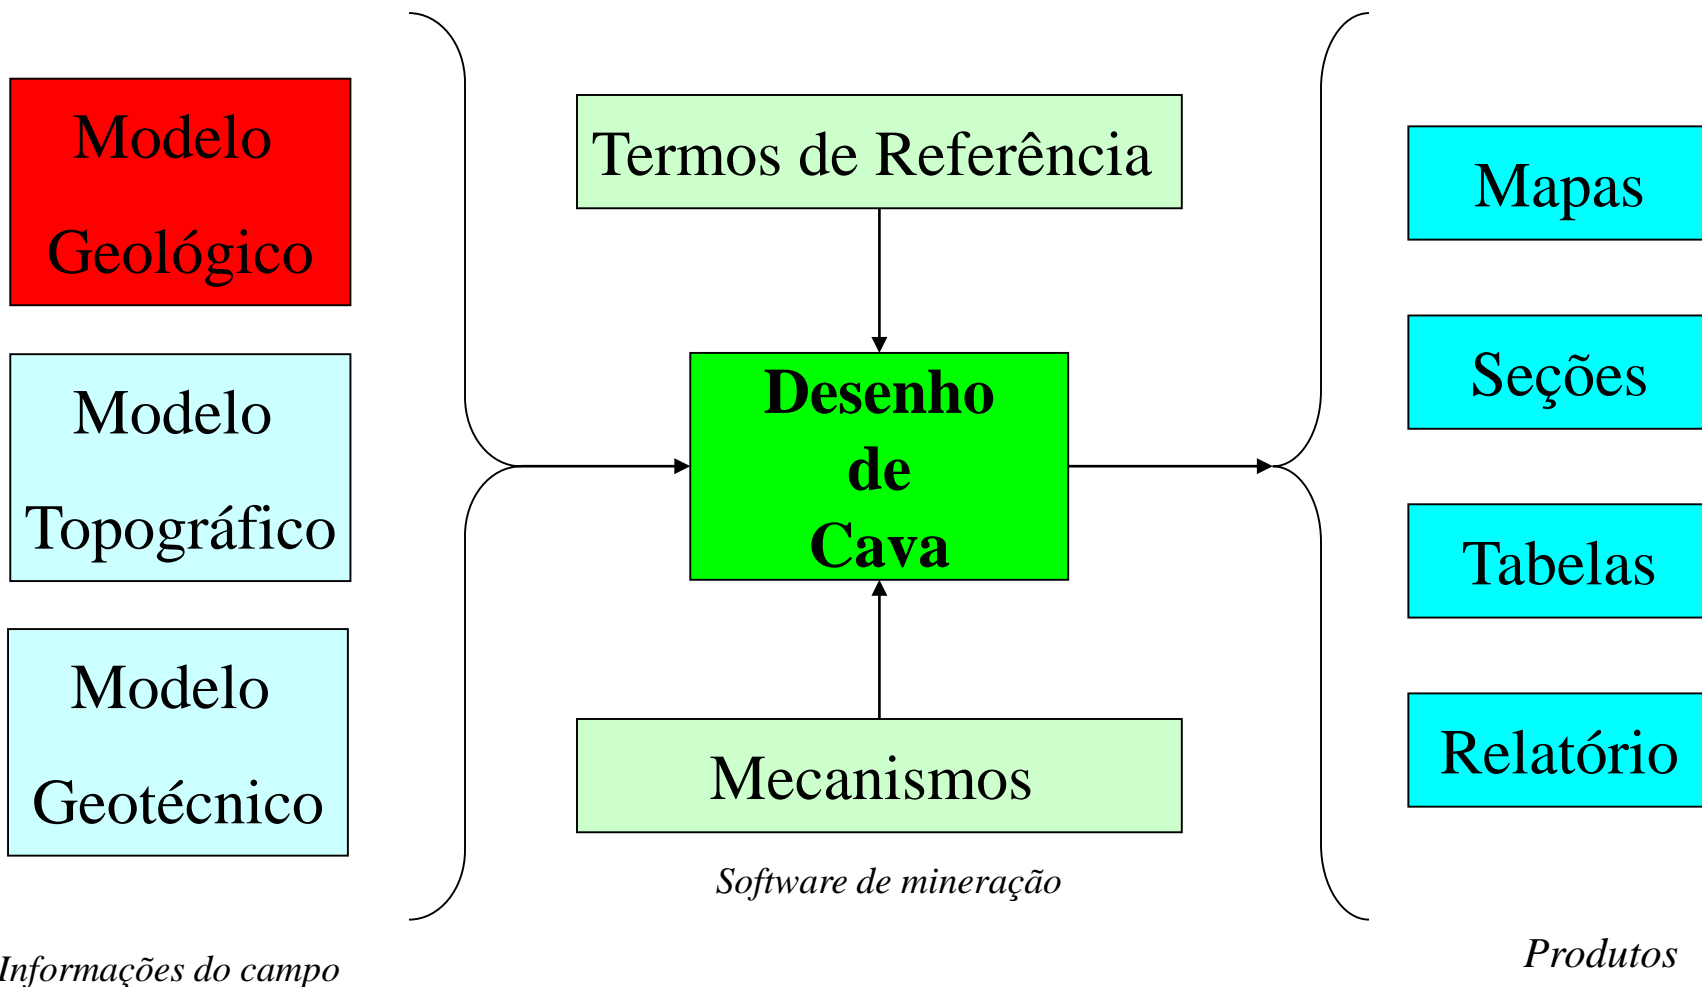 Modelo
Geológico
Modelo
Topográfico
Modelo
Geotécnico
Informações do campo
Termos de Referência
Desenho
de
Cava
Mecanismos
Software de mineração
Mapas
Seções
Tabelas
Relatório
Produtos